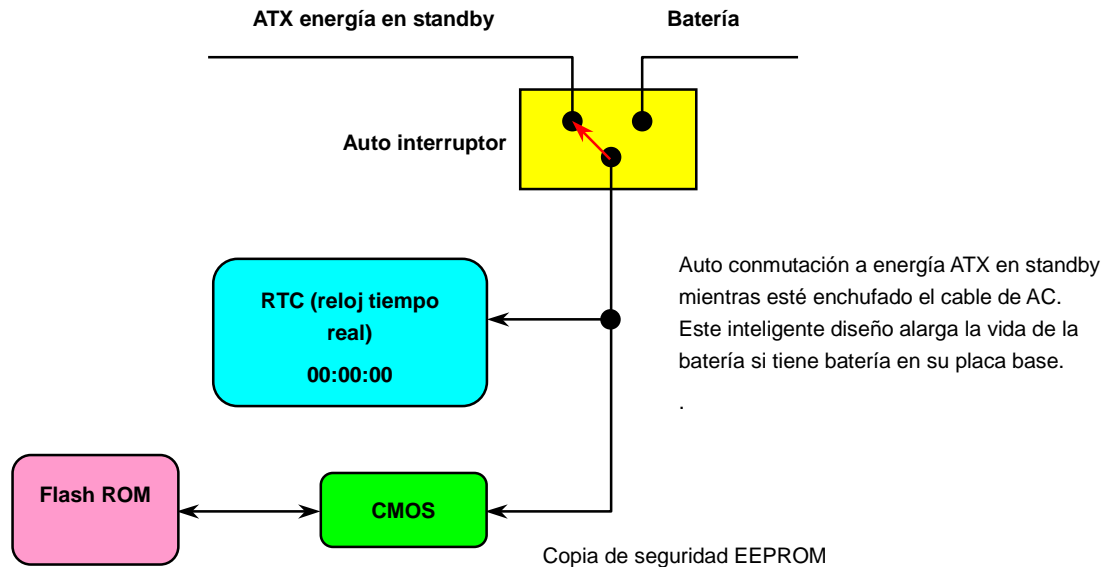 ATX energía en standby
Batería
Auto interruptor
RTC (reloj tiempo
real)
00:00:00
Auto conmutación a energía ATX en standby
mientras esté enchufado el cable de AC.
Este inteligente diseño alarga la vida de la
batería si tiene batería en su placa base.
.
Flash ROM
CMOS
Copia de seguridad EEPROM